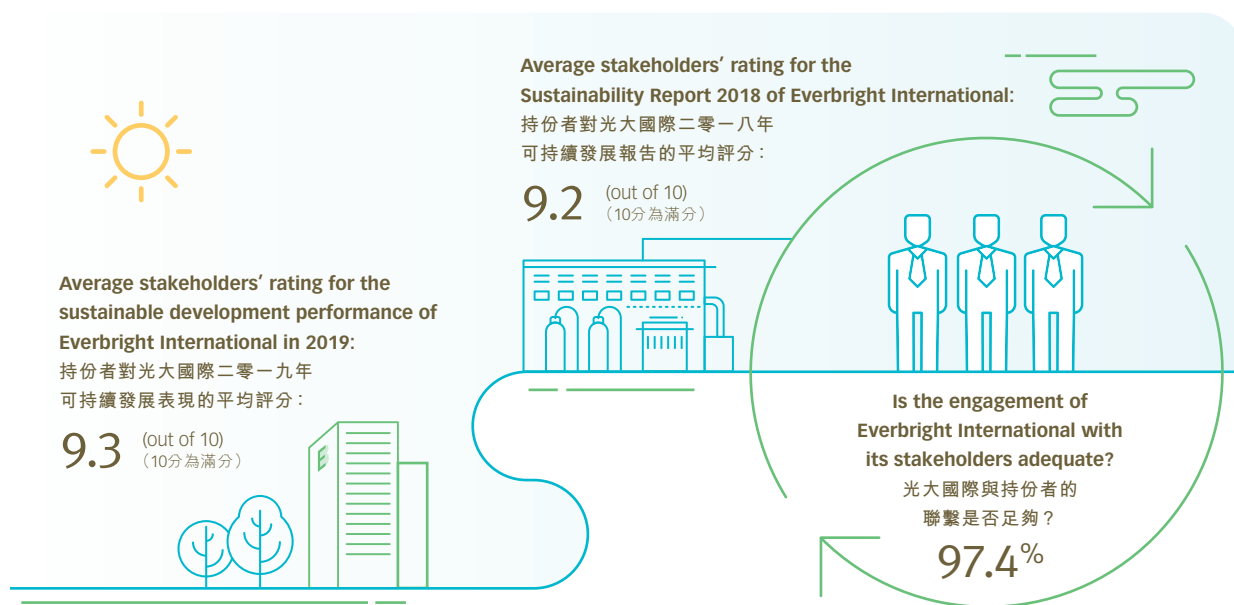 Average stakeholders’ rating for the
Sustainability Report 2018 of Everbright International:
持份者對光大國際二零一八年
可持續發展報告的平均評分：
9.2 (out of 10)
（10分為滿分）
Average stakeholders’ rating for the
sustainable development performance of
Everbright International in 2019:
持份者對光大國際二零一九年
可持續發展表現的平均評分：
9.3 (out of 10)
（10分為滿分）
E
Is the engagement of
Everbright International with
its stakeholders adequate?
光大國際與持份者的
聯繫是否足夠？
97.4%